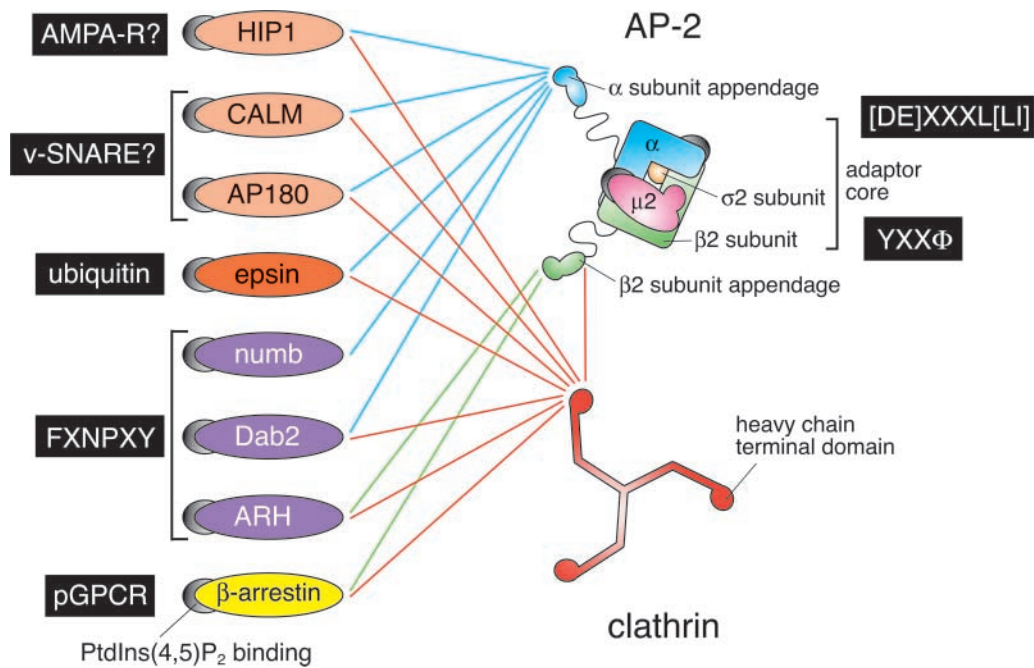 AMPA-R?
HIP1
AP-2
α subunit appendage
CALM
[DE]XXXL[LI]
v-SNARE?
α
adaptor
core
AP180
σ2 subunit
μ2
β2 subunit
YXXΦ
ubiquitin
epsin
β2 subunit appendage
numb
FXNPXY
Dab2
heavy chain
terminal domain
ARH
pGPCR
β-arrestin
clathrin
PtdIns(4,5)P₂ binding